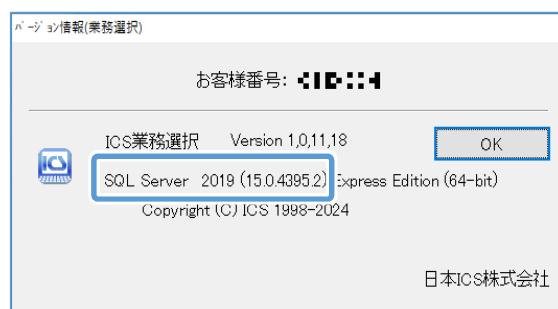 バージョン情報(業務選択)
お客様番号:
ICS業務選択 Version 1,0,11,18
OK
ICS
SQL Server 2019 (15.0.4395.2) Express Edition (64-bit)
Copyright (C) ICS 1998-2024
日本ICS株式会社